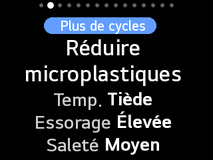 Plus de cycles
Réduire
microplastiques
Temp. Tiède
Essorage Élevée
Saleté Moyen